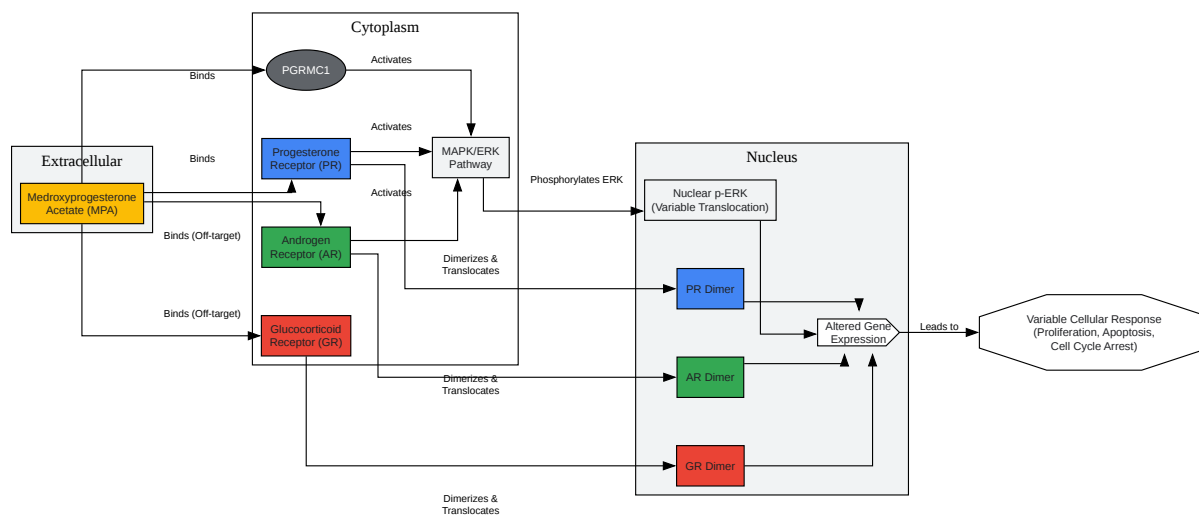 Cytoplasm
PGRMC1
Activates
Binds
Activates
Progesterone
Receptor (PR)
MAPK/ERK
Pathway
Binds
Extracellular
Medroxyprogesterone
Acetate (MPA)
Activates
Phosphorylates ERK
Nucleus
Nuclear p-ERK
(Variable Translocation)
Binds (Off-target)
Androgen
Receptor (AR)
Dimerizes &
Translocates
PR Dimer
Binds (Off-target)
Glucocorticoid
Receptor (GR)
Altered Gene
Expression
Leads to
Variable Cellular Response
(Proliferation, Apoptosis,
Cell Cycle Arrest)
Dimerizes &
Translocates
AR Dimer
GR Dimer
Dimerizes &
Translocates